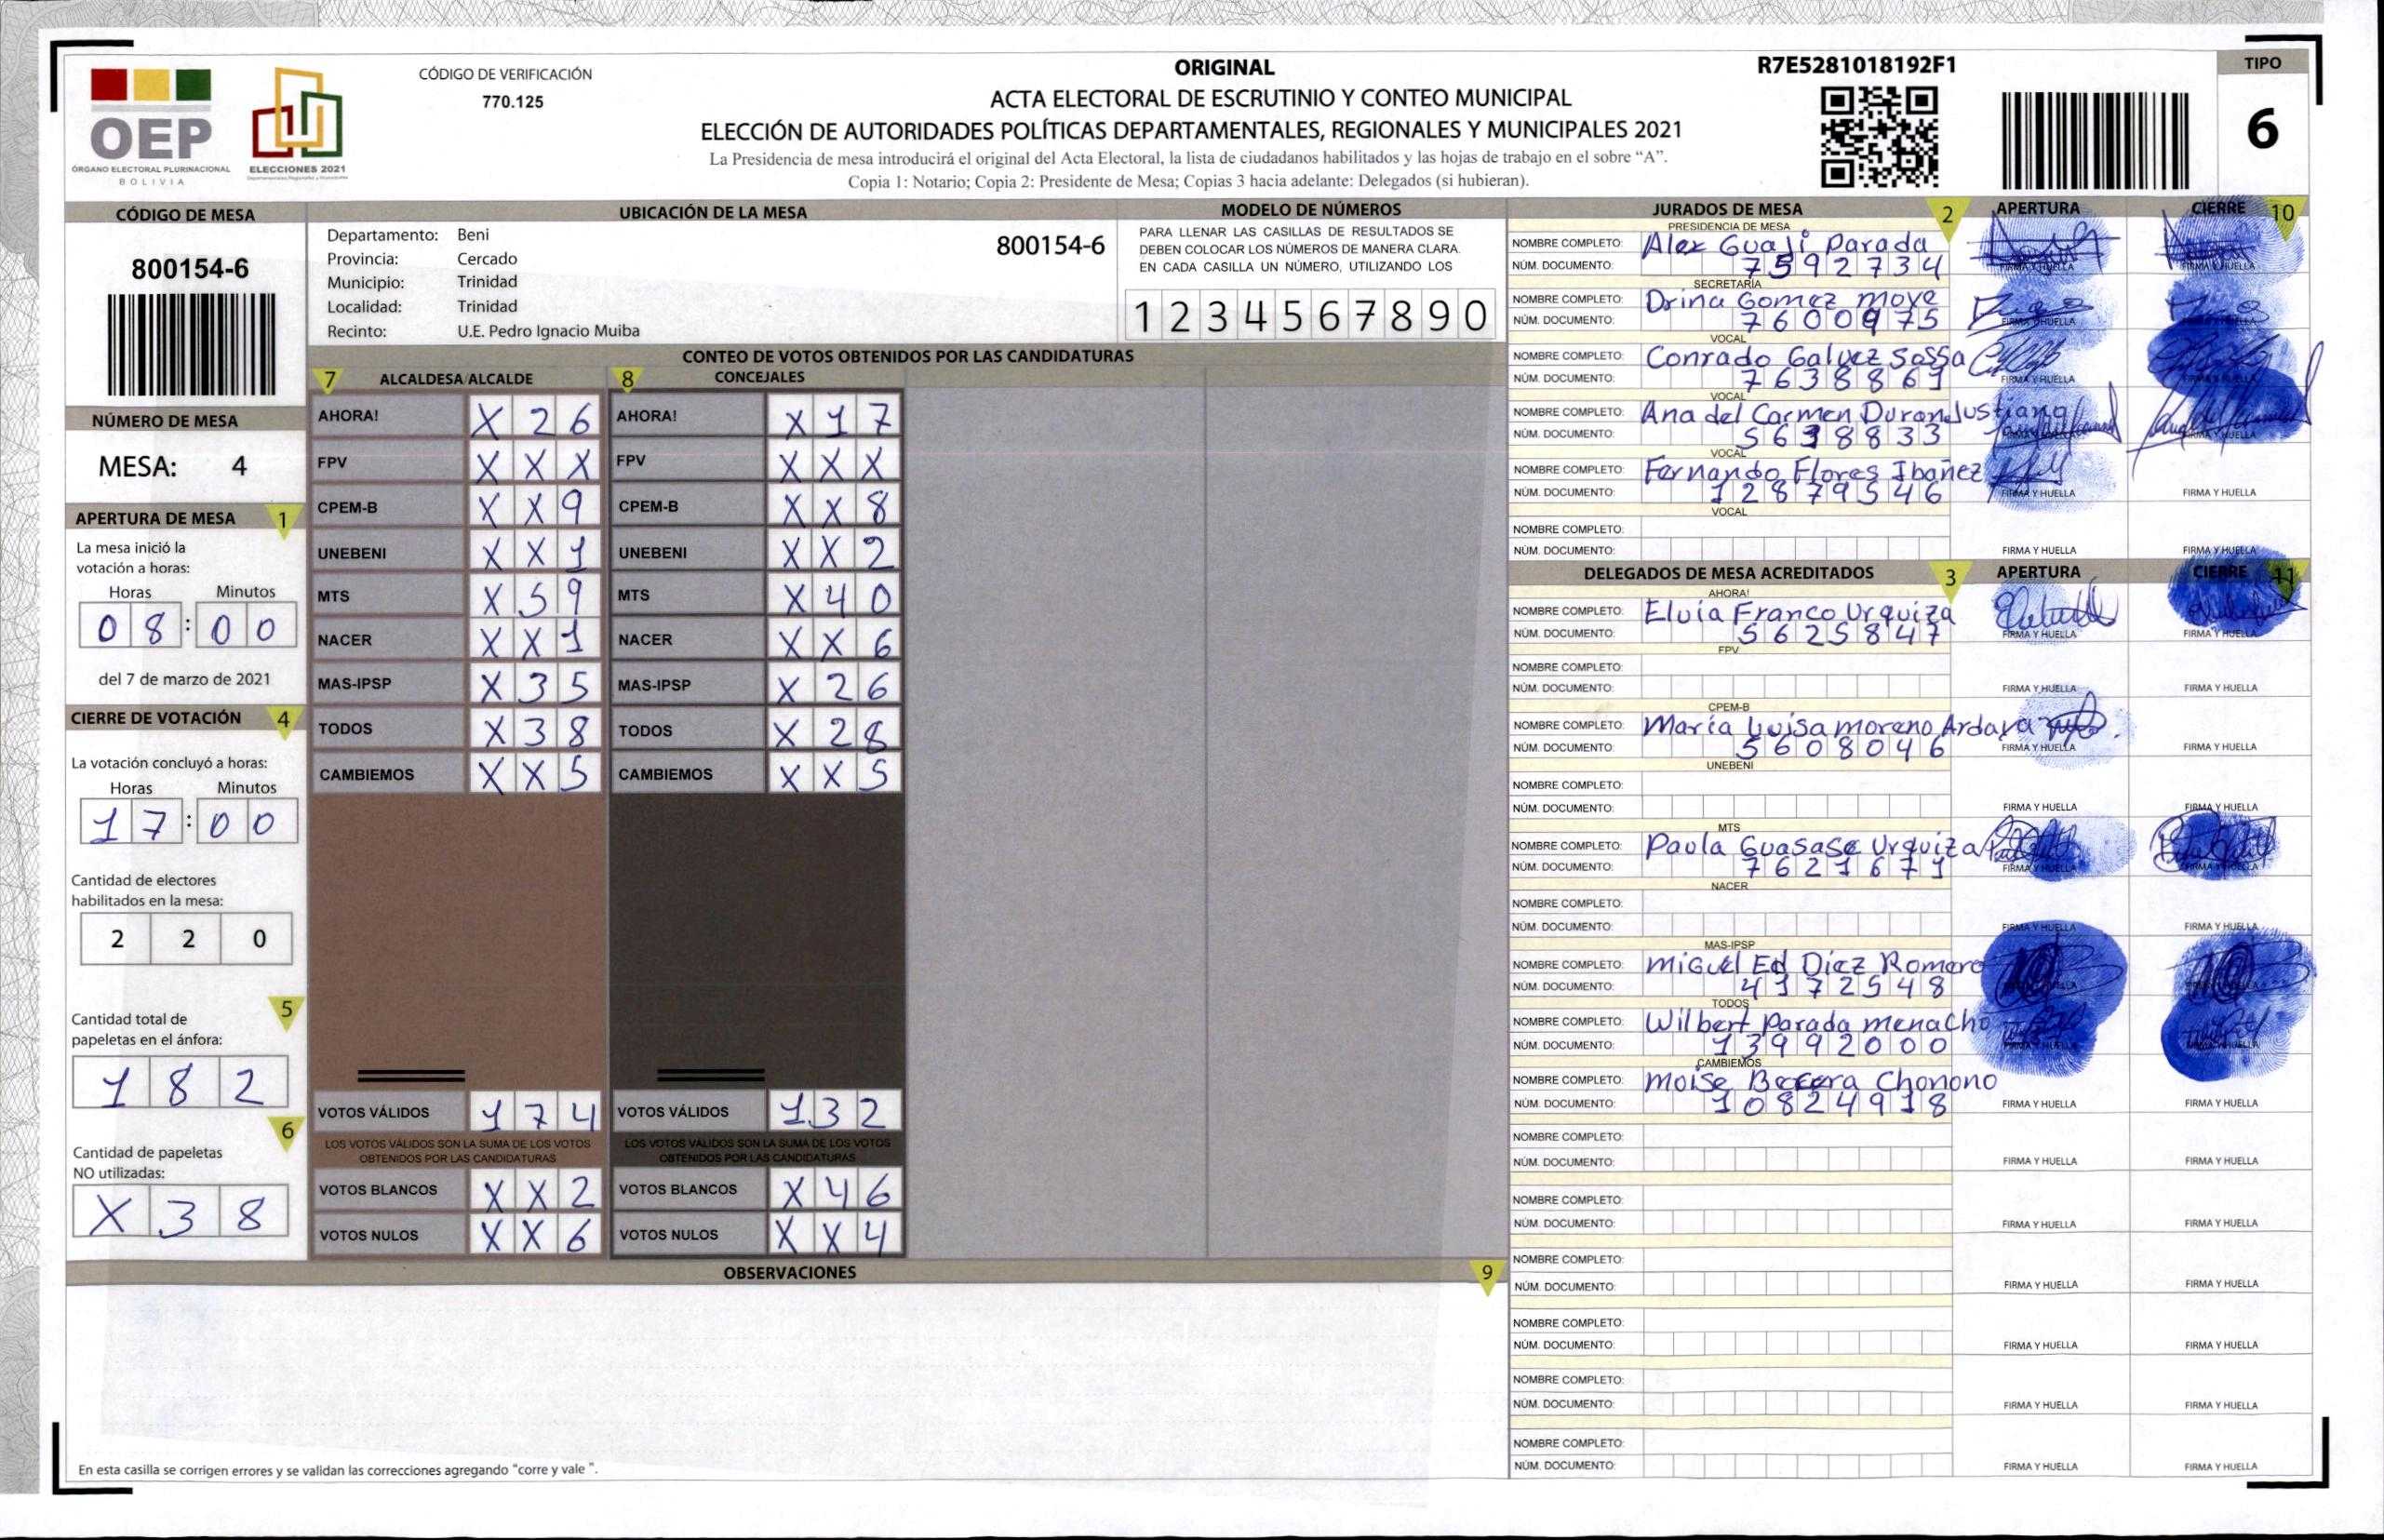 OEP
ÓRGANO ELECTORAL PLURINACIONAL
BOLIVIA
ELECCIONES 2021
CÓDIGO DE VERIFICACIÓN
770.125
ORIGINAL
ACTA ELECTORAL DE ESCRUTINIO Y CONTEO MUNICIPAL
ELECCIÓN DE AUTORIDADES POLÍTICAS DEPARTAMENTALES, REGIONALES Y MUNICIPALES 2021
La Presidencia de mesa introducirá el original del Acta Electoral, la lista de ciudadanos habilitados y las hojas de trabajo en el sobre “A”.
Copia 1: Notario; Copia 2: Presidente de Mesa; Copias 3 hacia adelante: Delegados (si hubieran).
R7E5281018192F1
TIPO
6
CÓDIGO DE MESA
800154-6
NÚMERO DE MESA
MESA: 4
APERTURA DE MESA 1
La mesa inició la
votación a horas:
Horas Minutos
0 8 : 0 0
del 7 de marzo de 2021
CIERRE DE VOTACIÓN 4
La votación concluyó a horas:
Horas Minutos
1 7 : 0 0
Cantidad de electores
habilitados en la mesa:
2 2 0
5
Cantidad total de
papeletas en el ánfora:
1 8 2
6
Cantidad de papeletas
NO utilizadas:
X 3 8
UBICACIÓN DE LA MESA
Departamento: Beni
Provincia: Cercado
Municipio: Trinidad
Localidad: Trinidad
Recinto: U.E. Pedro Ignacio Muiba
800154-6
MODELO DE NÚMEROS
PARA LLENAR LAS CASILLAS DE RESULTADOS SE
DEBEN COLOCAR LOS NÚMEROS DE MANERA CLARA.
EN CADA CASILLA UN NÚMERO, UTILIZANDO LOS
1 2 3 4 5 6 7 8 9 0
CONTEO DE VOTOS OBTENIDOS POR LAS CANDIDATURAS
7 ALCALDESA/ALCALDE 8 CONCEJALES
AHORA! X 2 6 AHORA! X 1 7
FPV X X X FPV X X X
CPEM-B X X 9 CPEM-B X X 8
UNEBENI X X 1 UNEBENI X X 2
MTS X 5 9 MTS X 4 0
NACER X X 1 NACER X X 6
MAS-IPSP X 3 5 MAS-IPSP X 2 6
TODOS X 3 8 TODOS X 2 8
CAMBIEMOS X X 5 CAMBIEMOS X X 5
VOTOS VÁLIDOS 1 7 4 VOTOS VÁLIDOS 1 3 2
LOS VOTOS VÁLIDOS SON LA SUMA DE LOS VOTOS LOS VOTOS VÁLIDOS SON LA SUMA DE LOS VOTOS
OBTENIDOS POR LAS CANDIDATURAS OBTENIDOS POR LAS CANDIDATURAS
VOTOS BLANCOS X X 2 VOTOS BLANCOS X 4 6
VOTOS NULOS X X 6 VOTOS NULOS X X 4
OBSERVACIONES 9
En esta casilla se corrigen errores y se validan las correcciones agregando “corre y vale ”.
JURADOS DE MESA 2 APERTURA CIERRE 10
PRESIDENCIA DE MESA
NOMBRE COMPLETO: Alex Guaji Parada
NÚM. DOCUMENTO: 7592734 FIRMA Y HUELLA FIRMA Y HUELLA
SECRETARÍA
NOMBRE COMPLETO: Drina Gomez Moye
NÚM. DOCUMENTO: 7600975 FIRMA Y HUELLA
VOCAL
NOMBRE COMPLETO: Conrado Galvez Sossa
NÚM. DOCUMENTO: 7638861 FIRMA Y HUELLA
VOCAL
NOMBRE COMPLETO: Ana del Carmen Duran Justiano
NÚM. DOCUMENTO: 5638833 FIRMA Y HUELLA
VOCAL
NOMBRE COMPLETO: Fernando Flores Ibañez
NÚM. DOCUMENTO: 12879546 FIRMA Y HUELLA FIRMA Y HUELLA
VOCAL
NOMBRE COMPLETO:
NÚM. DOCUMENTO: FIRMA Y HUELLA FIRMA Y HUELLA
DELEGADOS DE MESA ACREDITADOS 3 APERTURA CIERRE 11
AHORA!
NOMBRE COMPLETO: Elvia Franco Urquiza
NÚM. DOCUMENTO: 5625847 FIRMA Y HUELLA FIRMA Y HUELLA
FPV
NOMBRE COMPLETO:
NÚM. DOCUMENTO: FIRMA Y HUELLA FIRMA Y HUELLA
CPEM-B
NOMBRE COMPLETO: María Luisa Moreno Ardaya
NÚM. DOCUMENTO: 5608046 FIRMA Y HUELLA FIRMA Y HUELLA
UNEBENI
NOMBRE COMPLETO:
NÚM. DOCUMENTO: FIRMA Y HUELLA FIRMA Y HUELLA
MTS
NOMBRE COMPLETO: Paola Guasase Urquiza
NÚM. DOCUMENTO: 7621671 FIRMA Y HUELLA FIRMA Y HUELLA
NACER
NOMBRE COMPLETO:
NÚM. DOCUMENTO: FIRMA Y HUELLA FIRMA Y HUELLA
MAS-IPSP
NOMBRE COMPLETO: Miguel Ed Diez Romero
NÚM. DOCUMENTO: 4172548 FIRMA Y HUELLA
TODOS
NOMBRE COMPLETO: Wilbert Parada Menacho
NÚM. DOCUMENTO: 13992000 FIRMA Y HUELLA
CAMBIEMOS
NOMBRE COMPLETO: Moise Becerra Chonono
NÚM. DOCUMENTO: 10824918 FIRMA Y HUELLA FIRMA Y HUELLA
NOMBRE COMPLETO:
NÚM. DOCUMENTO: FIRMA Y HUELLA FIRMA Y HUELLA
NOMBRE COMPLETO:
NÚM. DOCUMENTO: FIRMA Y HUELLA FIRMA Y HUELLA
NOMBRE COMPLETO:
NÚM. DOCUMENTO: FIRMA Y HUELLA FIRMA Y HUELLA
NOMBRE COMPLETO:
NÚM. DOCUMENTO: FIRMA Y HUELLA FIRMA Y HUELLA
NOMBRE COMPLETO:
NÚM. DOCUMENTO: FIRMA Y HUELLA FIRMA Y HUELLA
NOMBRE COMPLETO:
NÚM. DOCUMENTO: FIRMA Y HUELLA FIRMA Y HUELLA